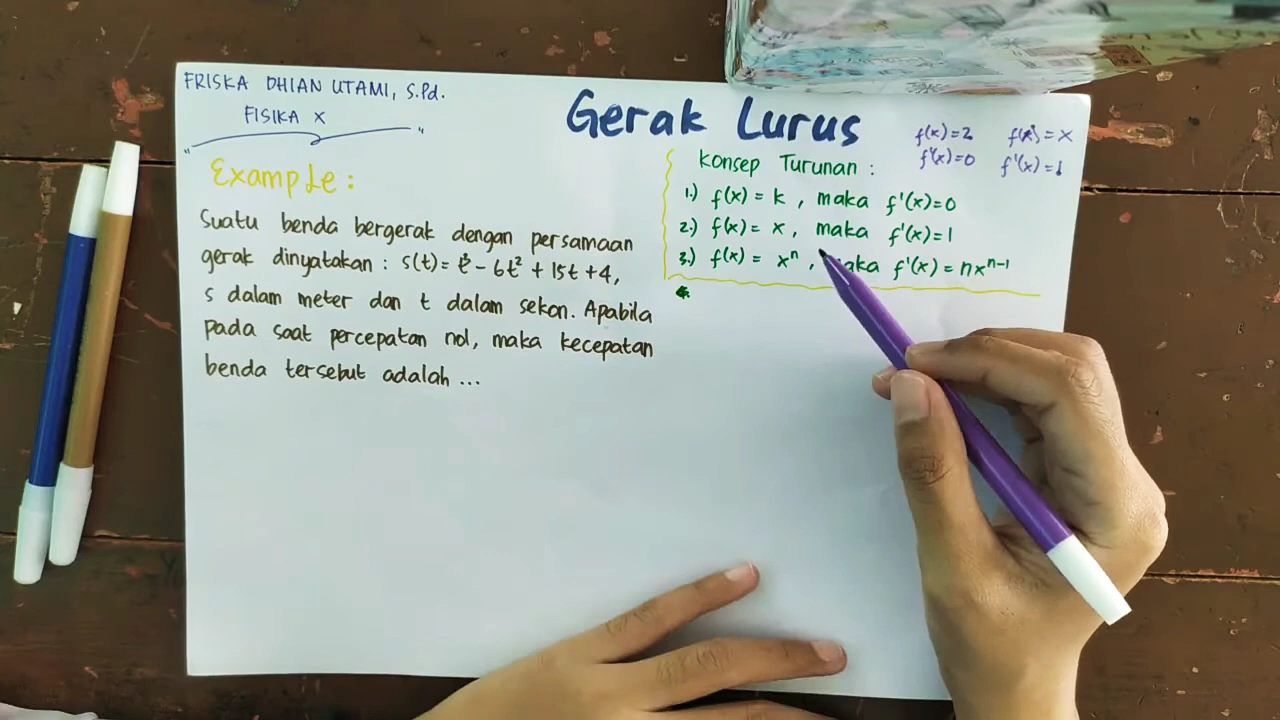 FRISKA DHIAN UTAMI, S.Pd.
FISIKA X
Gerak Lurus
Example:
Suatu benda bergerak dengan persamaan
gerak dinyatakan : s(t) = t³ - 6t² + 15t + 4,
s dalam meter dan t dalam sekon. Apabila
pada saat percepatan nol, maka kecepatan
benda tersebut adalah ...
Konsep Turunan :
1.) f(x) = k , maka f'(x)=0
2.) f(x) = x , maka f'(x)=1
3.) f(x) = xⁿ , maka f'(x) = nxⁿ⁻¹
f(x)=2
f'(x)=0
f(x) = x
f'(x)=1